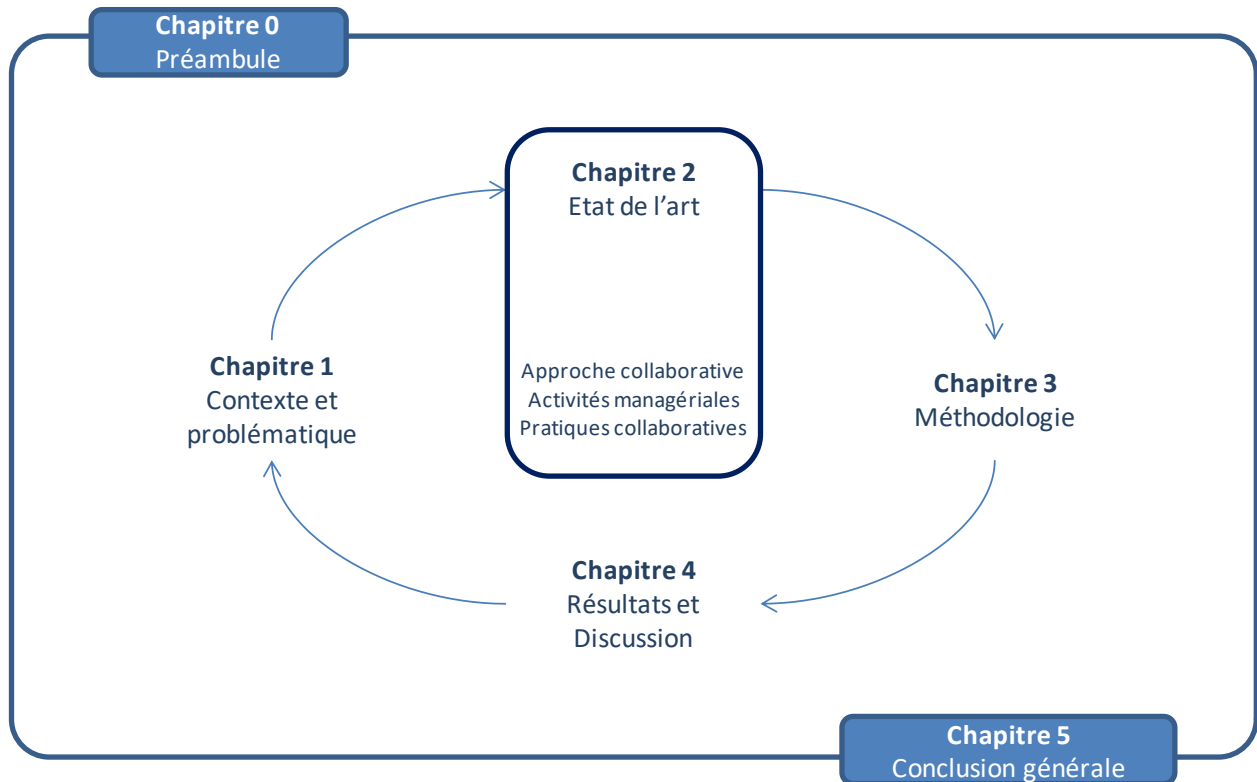 Chapitre 0
Préambule
Chapitre 2
Etat de l’art
Approche collaborative
Activités managériales
Pratiques collaboratives
Chapitre 1
Contexte et
problématique
Chapitre 3
Méthodologie
Chapitre 4
Résultats et
Discussion
Chapitre 5
Conclusion générale